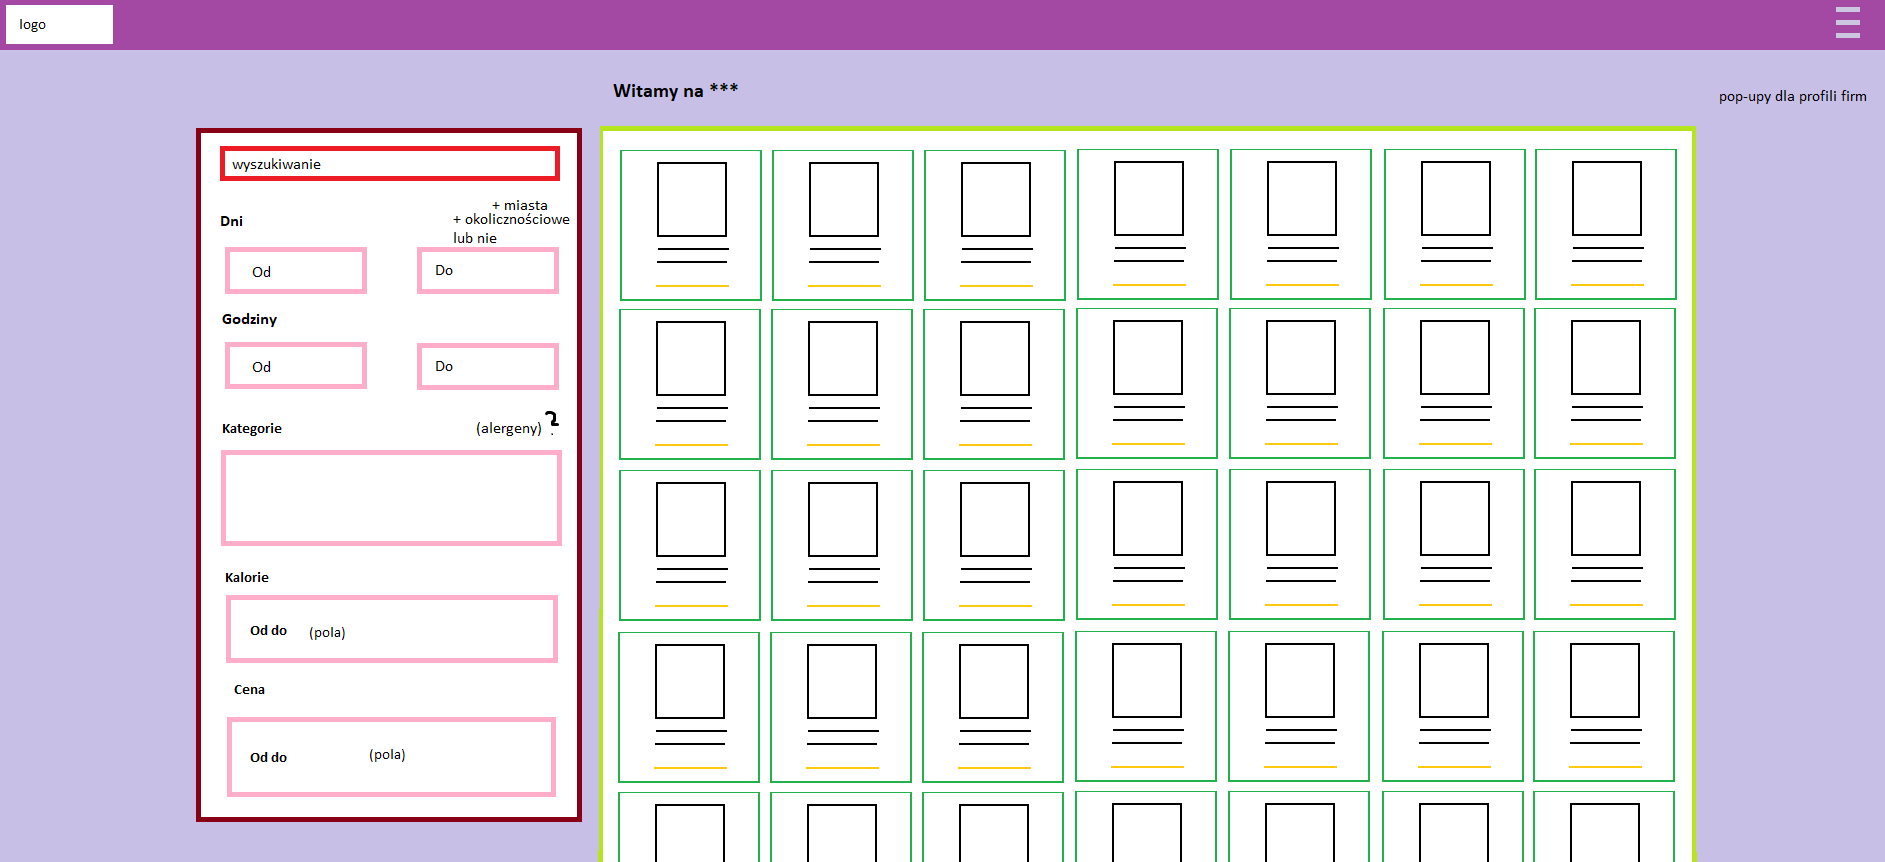 logo
Witamy na ***
pop-upy dla profili firm
wyszukiwanie
+ miasta
Dni
+ okolicznościowe
lub nie
Od
Do
Godziny
Od
Do
Kategorie
(alergeny)
Kalorie
Od do
(pola)
Cena
Od do
(pola)